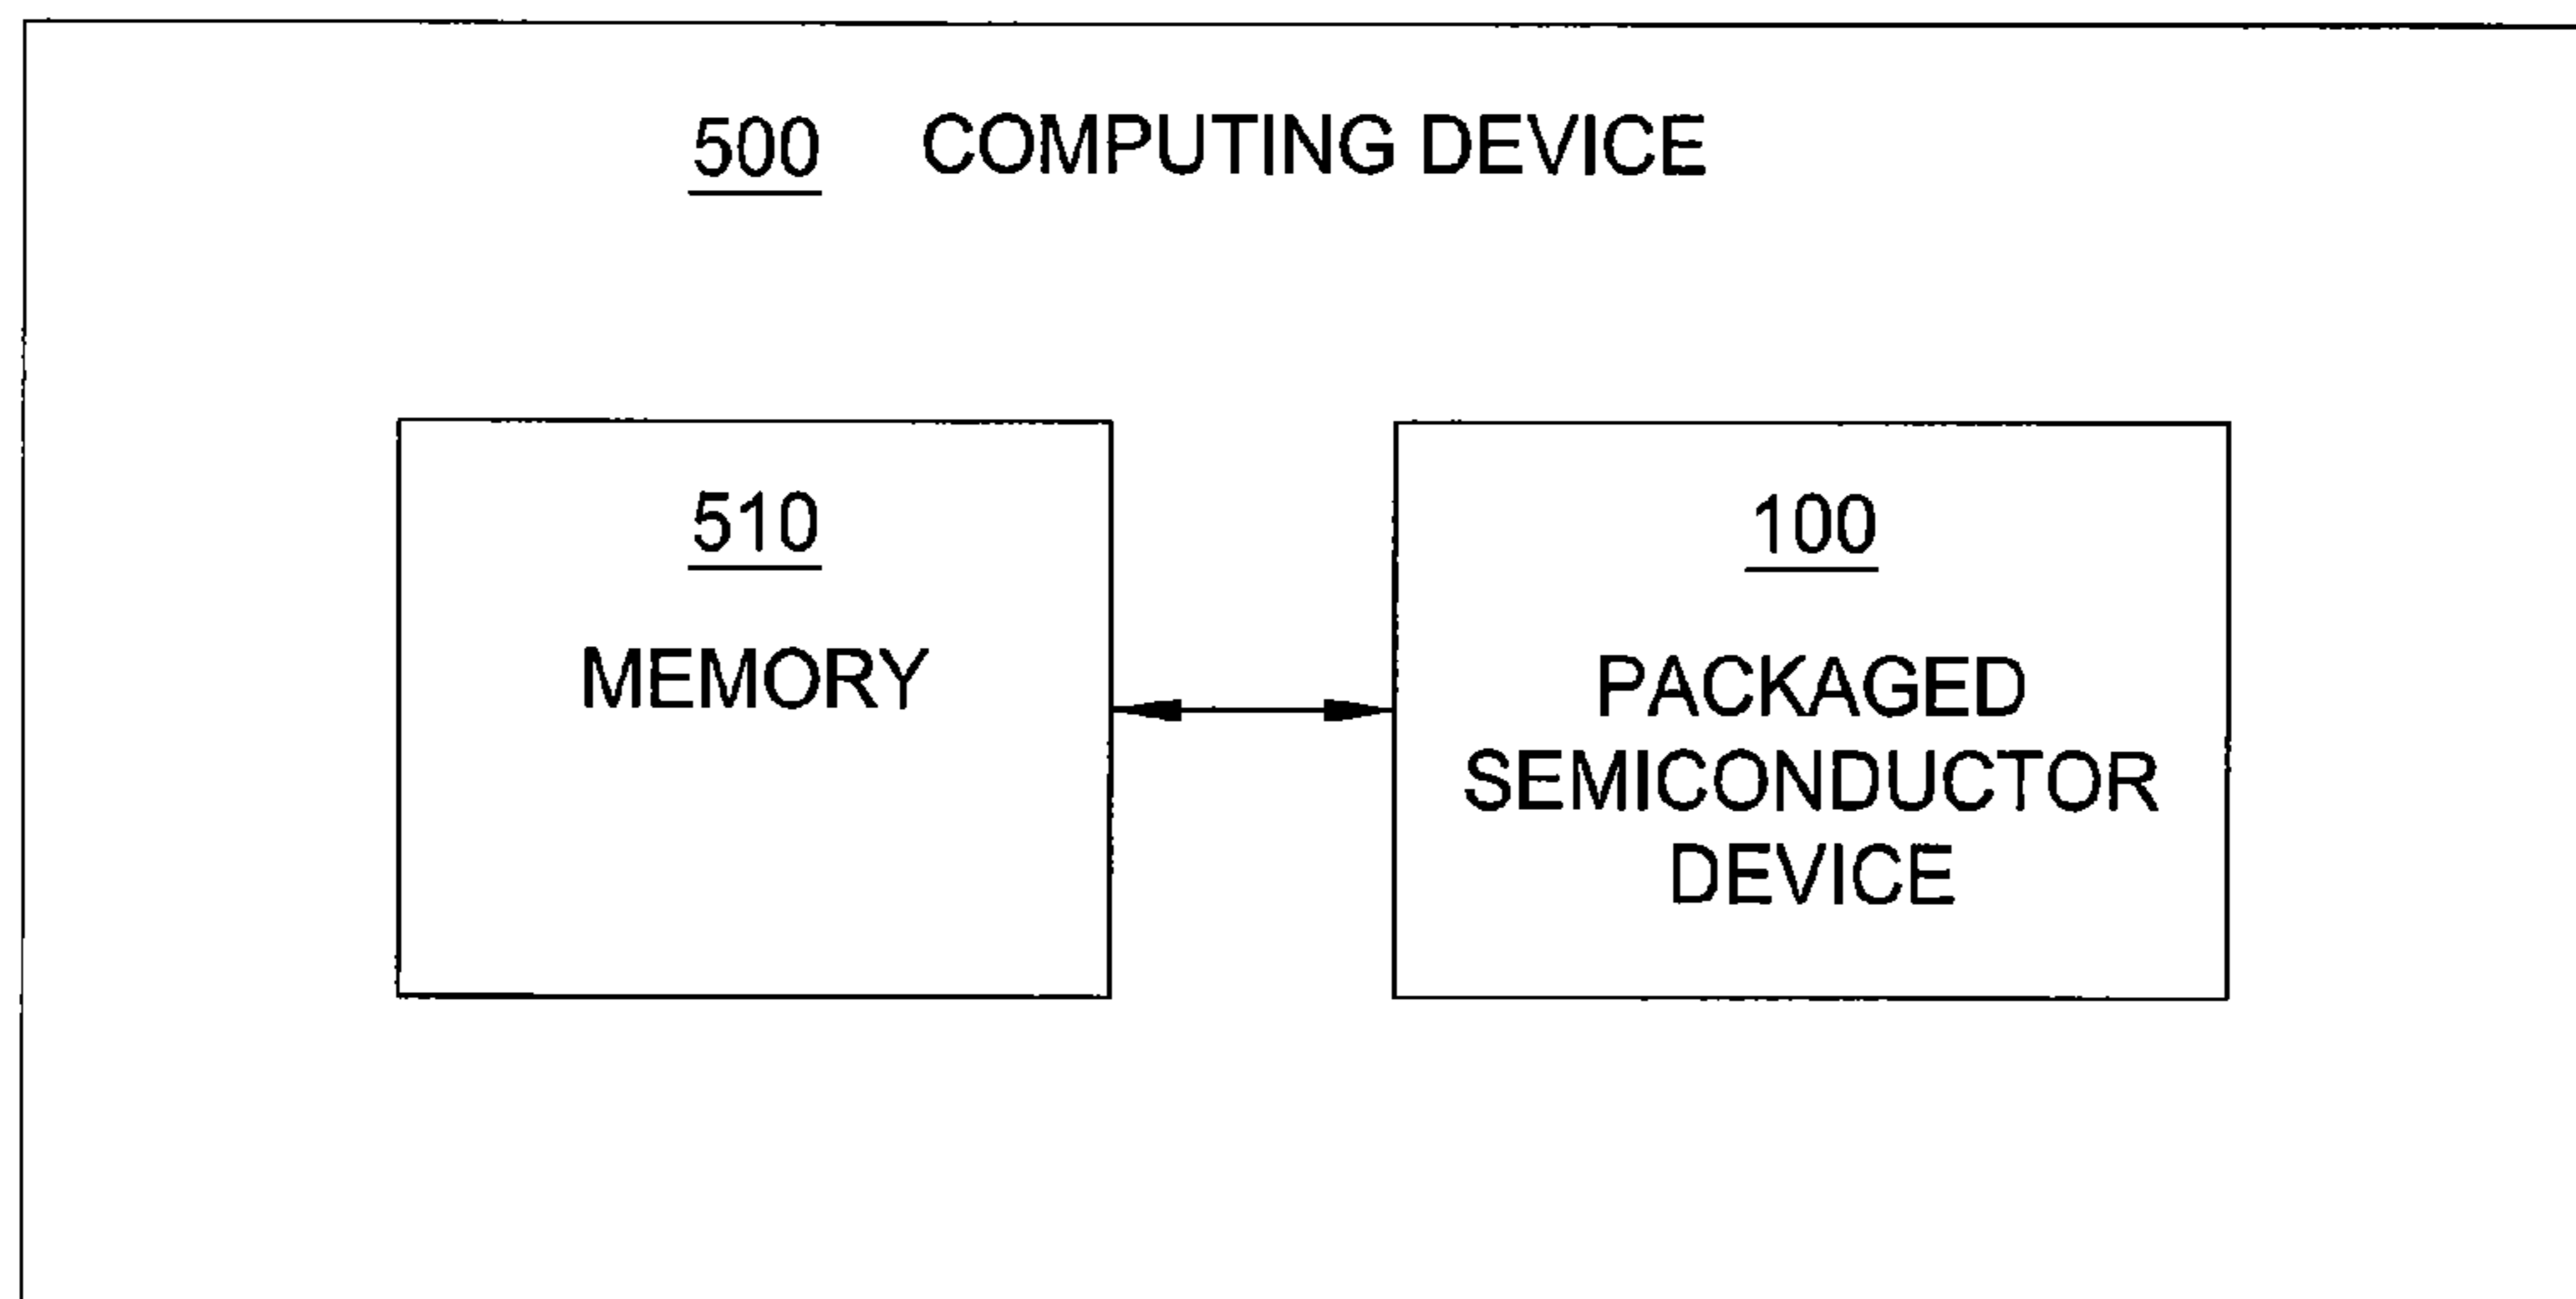 500 COMPUTING DEVICE
510
MEMORY
100
PACKAGED
SEMICONDUCTOR
DEVICE